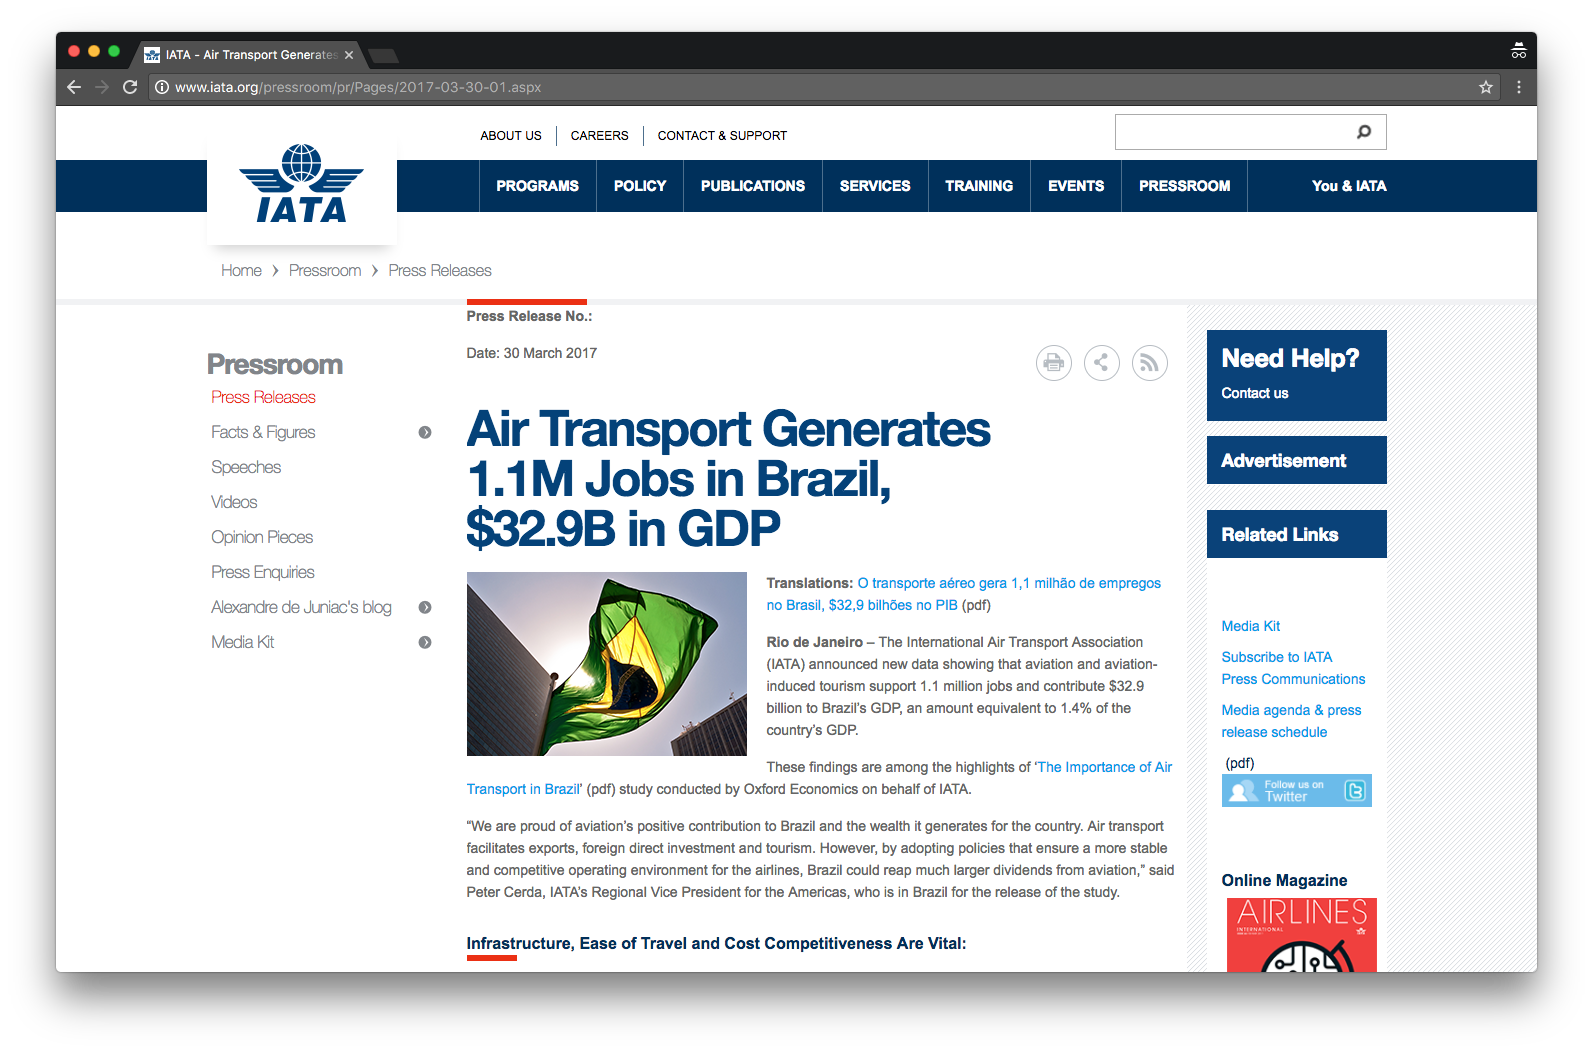 IATA - Air Transport Generates
www.iata.org/pressroom/pr/Pages/2017-03-30-01.aspx
ABOUT US
CAREERS
CONTACT & SUPPORT
IATA
PROGRAMS
POLICY
PUBLICATIONS
SERVICES
TRAINING
EVENTS
PRESSROOM
You & IATA
Home
Pressroom
Press Releases
Pressroom
Press Releases
Facts & Figures
Speeches
Videos
Opinion Pieces
Press Enquiries
Alexandre de Juniac's blog
Media Kit
Press Release No.:
Date: 30 March 2017
Air Transport Generates
1.1M Jobs in Brazil,
$32.9B in GDP
Translations: O transporte aéreo gera 1,1 milhão de empregos
no Brasil, $32,9 bilhões no PIB (pdf)
Rio de Janeiro – The International Air Transport Association
(IATA) announced new data showing that aviation and aviation-
induced tourism support 1.1 million jobs and contribute $32.9
billion to Brazil’s GDP, an amount equivalent to 1.4% of the
country’s GDP.
These findings are among the highlights of ‘The Importance of Air
Transport in Brazil’ (pdf) study conducted by Oxford Economics on behalf of IATA.
“We are proud of aviation’s positive contribution to Brazil and the wealth it generates for the country. Air transport
facilitates exports, foreign direct investment and tourism. However, by adopting policies that ensure a more stable
and competitive operating environment for the airlines, Brazil could reap much larger dividends from aviation,” said
Peter Cerda, IATA’s Regional Vice President for the Americas, who is in Brazil for the release of the study.
Infrastructure, Ease of Travel and Cost Competitiveness Are Vital:
Need Help?
Contact us
Advertisement
Related Links
Media Kit
Subscribe to IATA
Press Communications
Media agenda & press
release schedule
(pdf)
Follow us on
Twitter
Online Magazine
AIRLINES
INTERNATIONAL